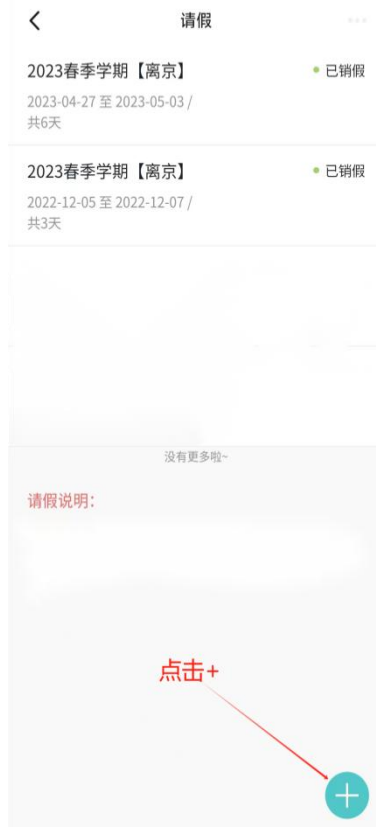 请假
2023春季学期【离京】
已销假
2023-04-27 至 2023-05-03 /
共6天
2023春季学期【离京】
已销假
2022-12-05 至 2022-12-07 /
共3天
没有更多啦~
请假说明：
点击+